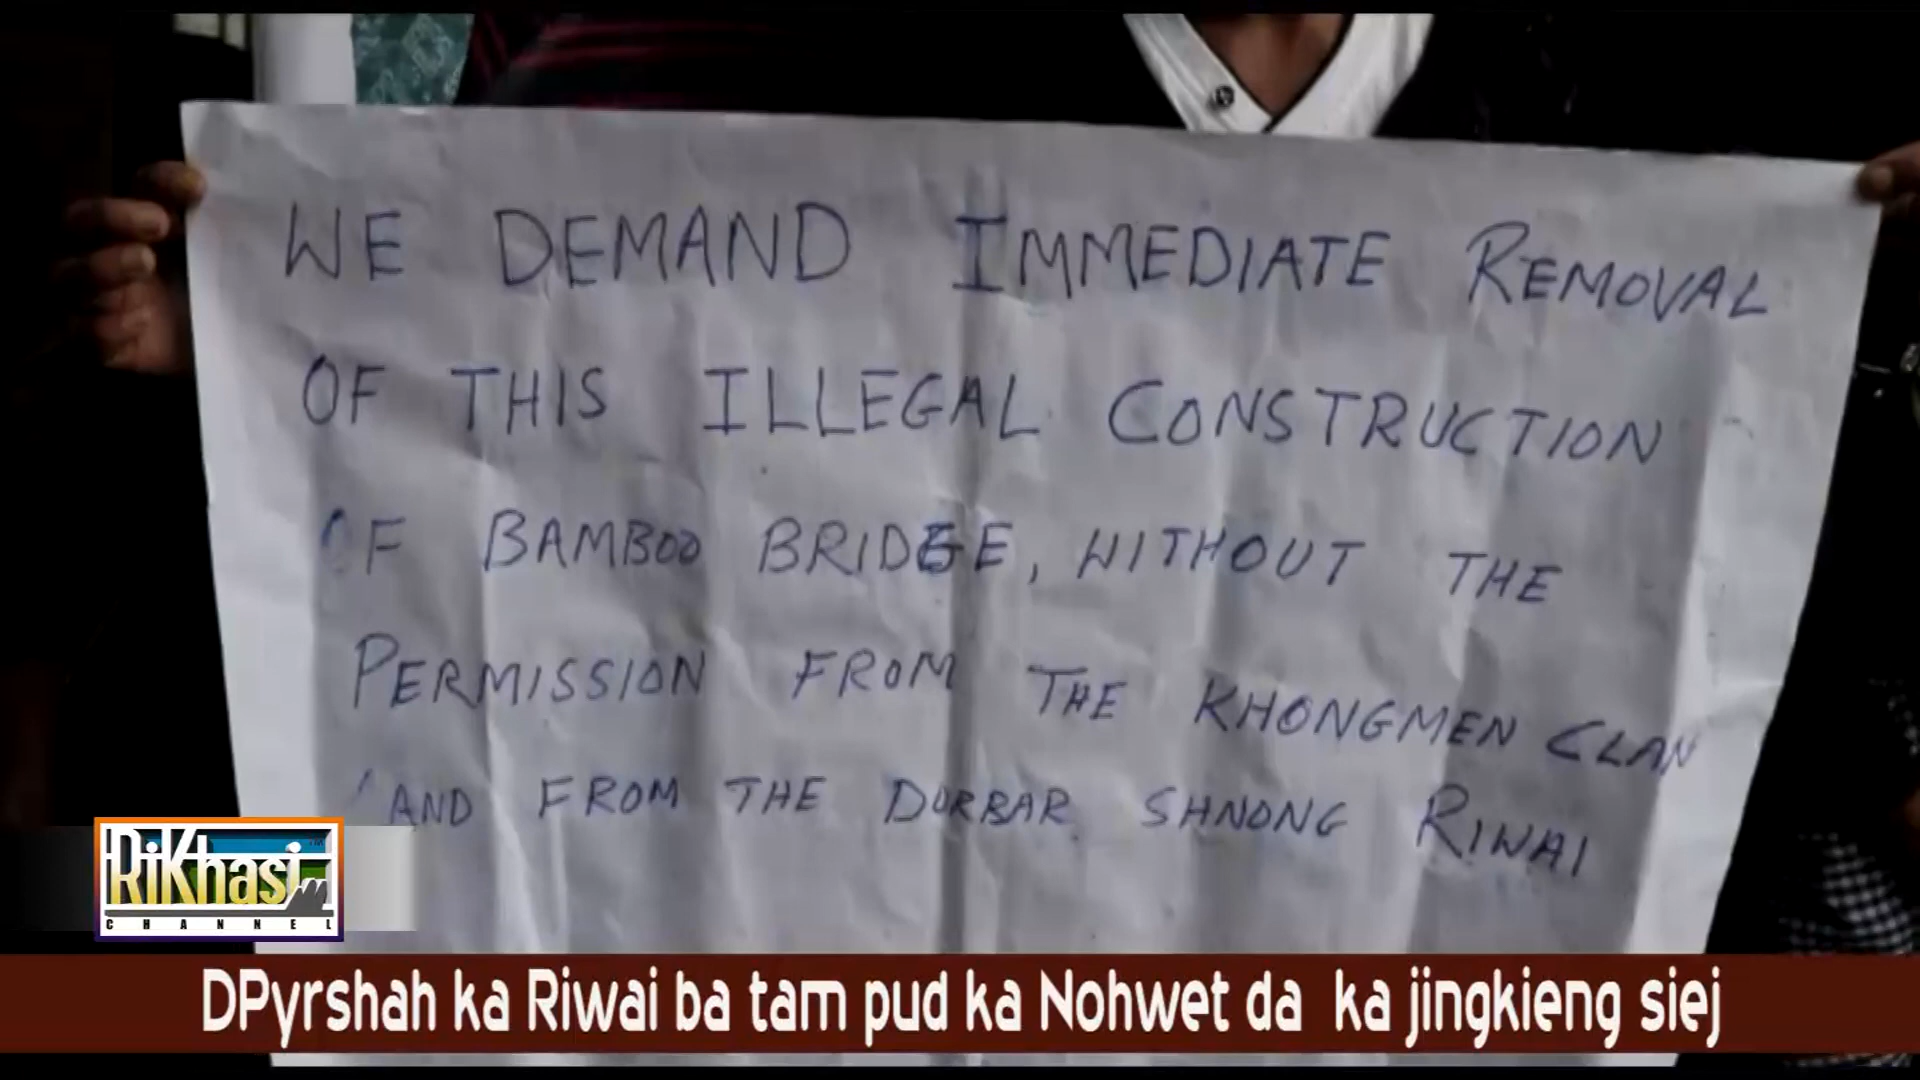 WE DEMAND IMMEDIATE REMOVAL
OF THIS ILLEGAL CONSTRUCTION
OF BAMBOO BRIDGE, WITHOUT THE
PERMISSION FROM THE KHONGMEN CLAN
AND FROM THE DORBAR SHNONG RIWAI
RiKhasi TM
CHANNEL
DPyrshah ka Riwai ba tam pud ka Nohwet da ka jingkieng siej